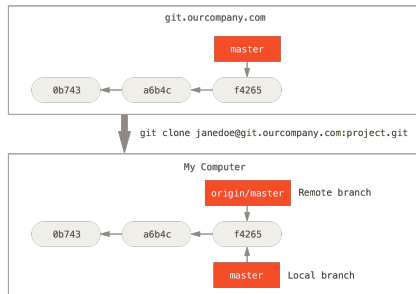 git.ourcompany.com
master
0b743 a6b4c f4265
git clone janedoe@git.ourcompany.com:project.git
My Computer
origin/master Remote branch
0b743 a6b4c f4265
master Local branch